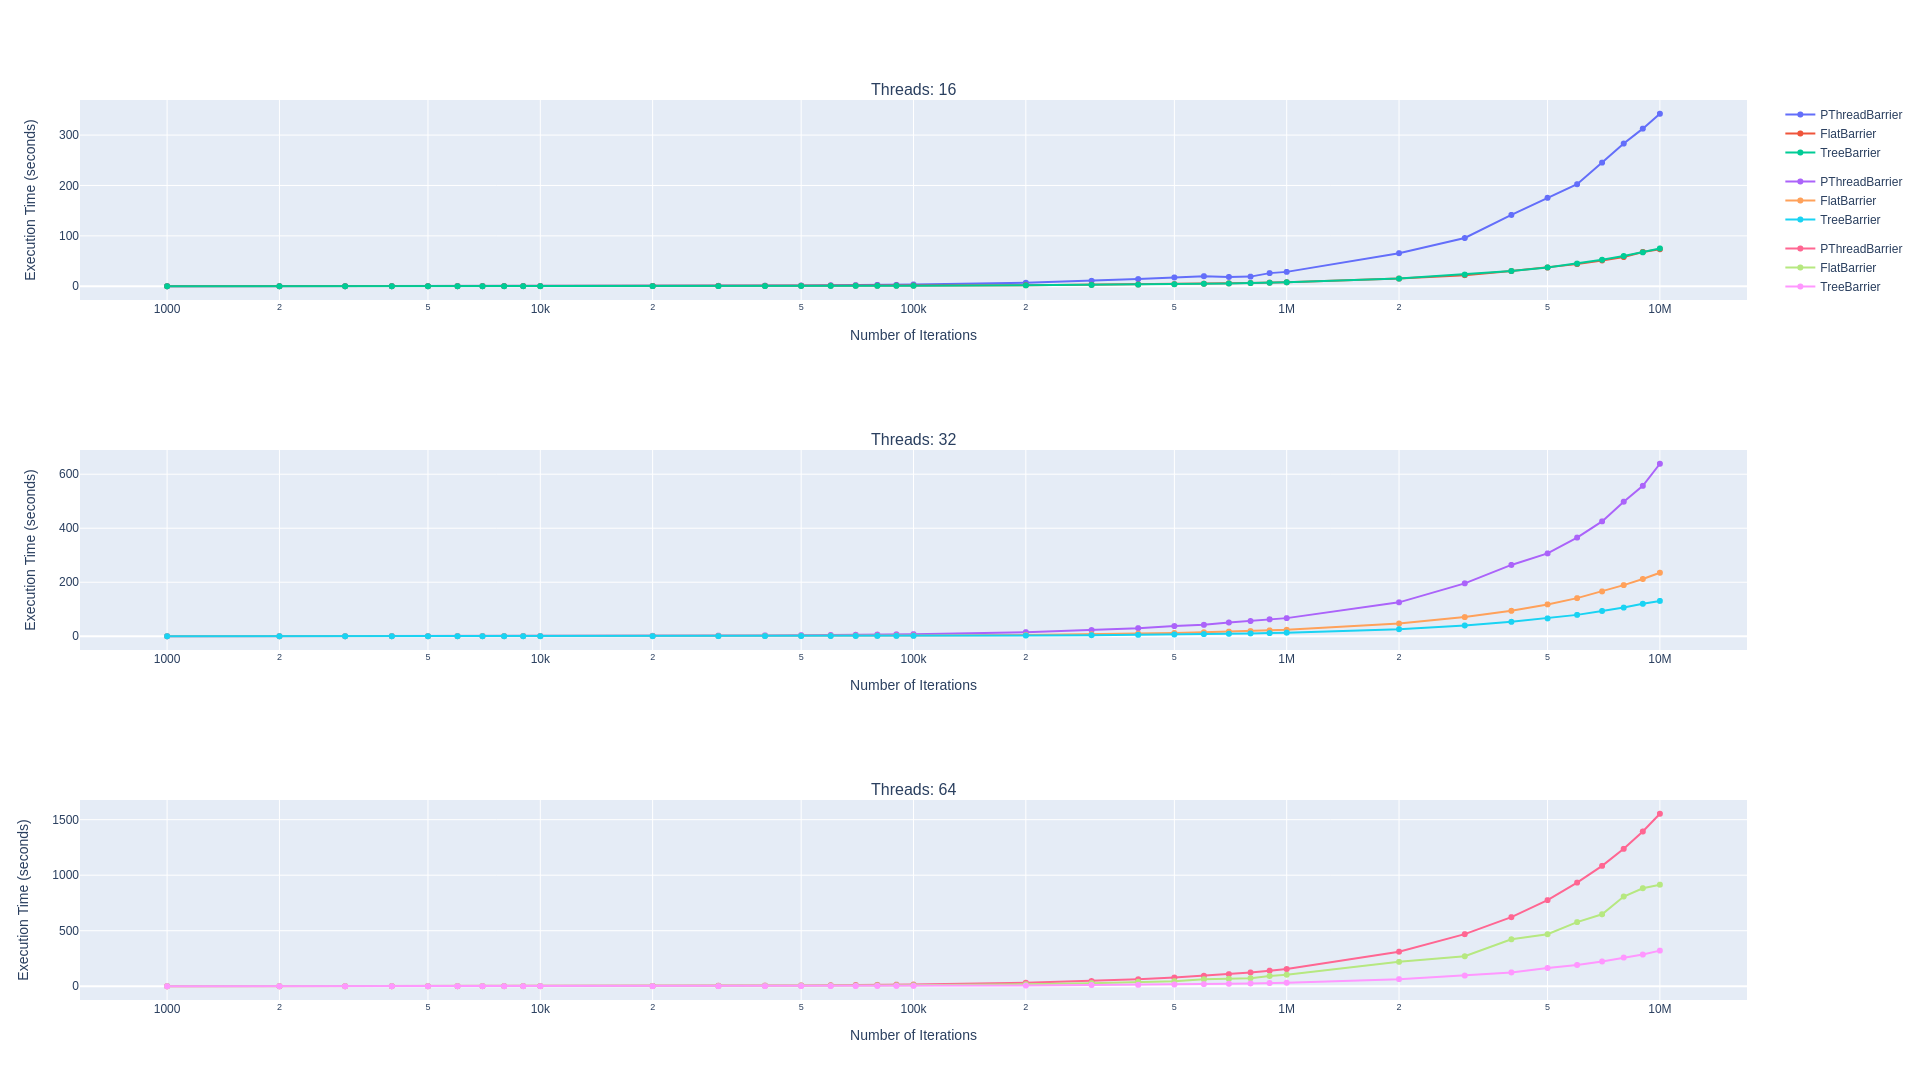 Threads: 16
Execution Time (seconds)
300
200
100
0
1000 2 5 10k 2 5 100k 2 5 1M 2 5 10M
Number of Iterations
PThreadBarrier
FlatBarrier
TreeBarrier
PThreadBarrier
FlatBarrier
TreeBarrier
PThreadBarrier
FlatBarrier
TreeBarrier
Threads: 32
Execution Time (seconds)
600
400
200
0
1000 2 5 10k 2 5 100k 2 5 1M 2 5 10M
Number of Iterations
Threads: 64
Execution Time (seconds)
1500
1000
500
0
1000 2 5 10k 2 5 100k 2 5 1M 2 5 10M
Number of Iterations